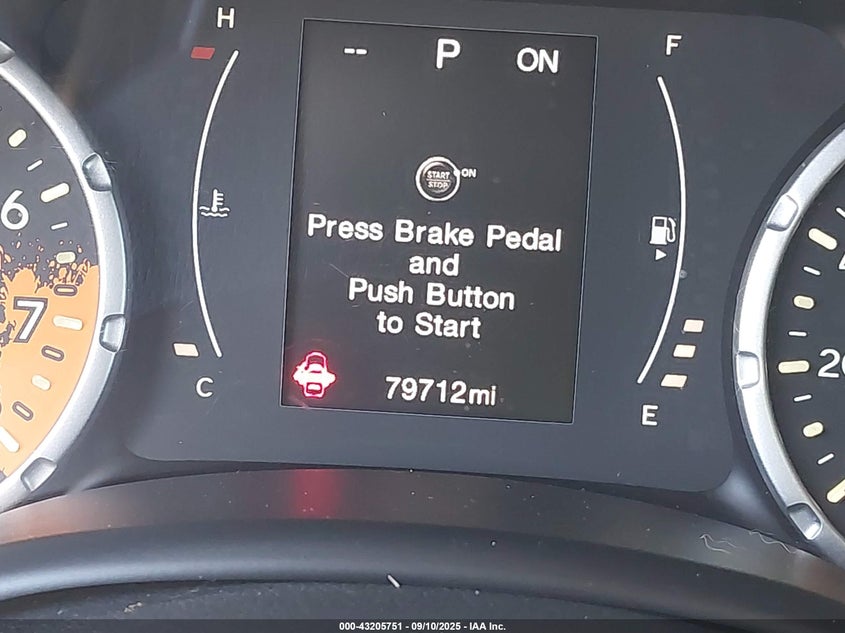 H
F
-- P ON
START
STOP
ON
Press Brake Pedal
and
Push Button
to Start
79712mi
C
E
6
7
20
000-43205751 - 09/10/2025 - IAA Inc.